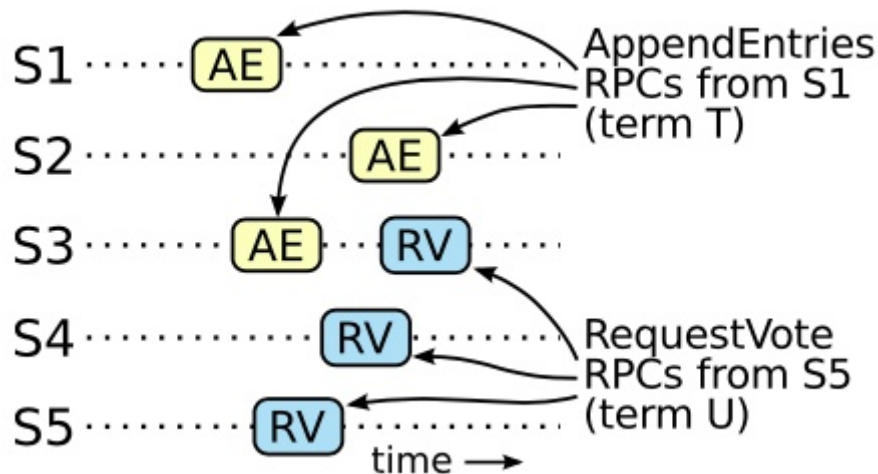 S1
AE
AppendEntries
RPCs from S1
(term T)
S2
AE
S3
AE
RV
S4
RV
RequestVote
RPCs from S5
(term U)
S5
RV
time